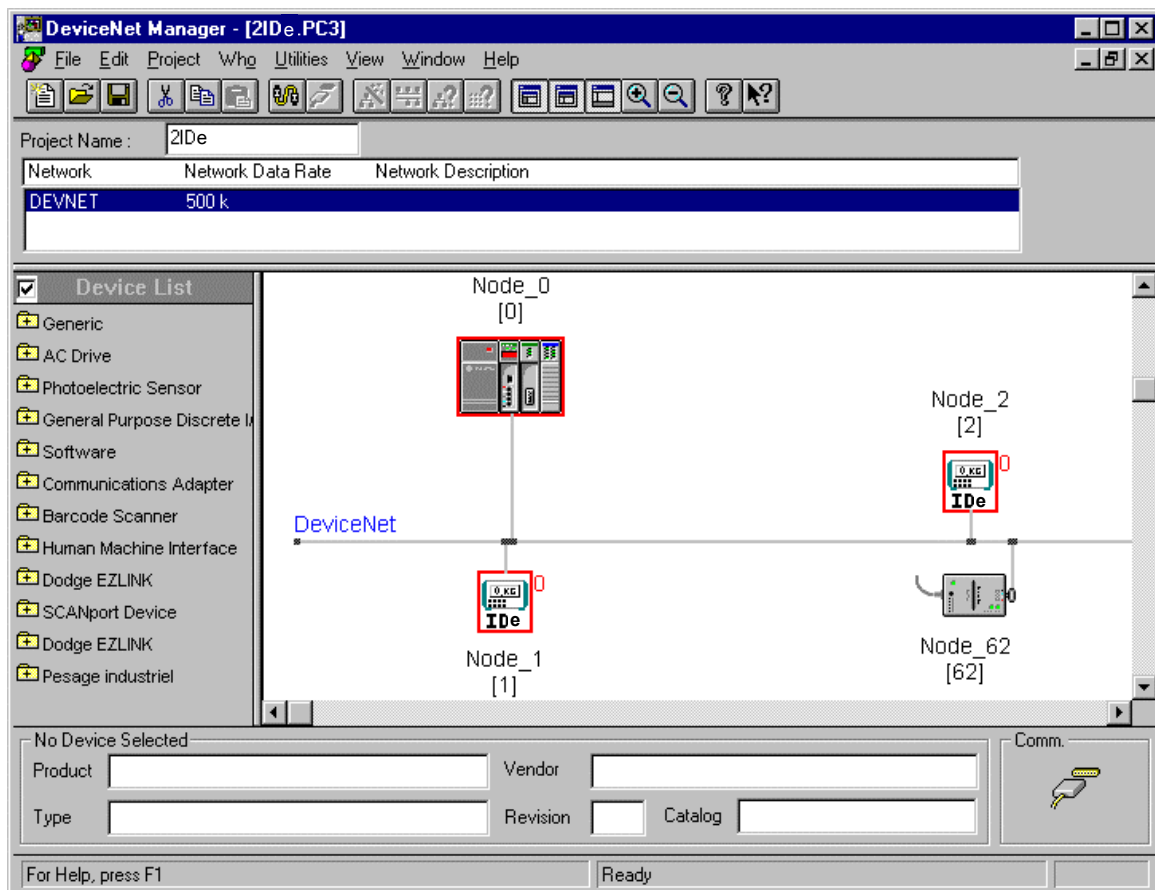 DeviceNet Manager - [2IDe.PC3]
File Edit Project Who Utilities View Window Help
Project Name : 2IDe
Network Network Data Rate Network Description
DEVNET 500 k
Device List
Generic
AC Drive
Photoelectric Sensor
General Purpose Discrete I/
Software
Communications Adapter
Barcode Scanner
Human Machine Interface
Dodge EZLINK
SCANport Device
Dodge EZLINK
Pesage industriel
Node_0
[0]
Node_2
[2]
0,KG
IDe
0
DeviceNet
0,KG
IDe
0
Node_1
[1]
Node_62
[62]
No Device Selected
Product
Vendor
Type
Revision
Catalog
Comm.
For Help, press F1
Ready